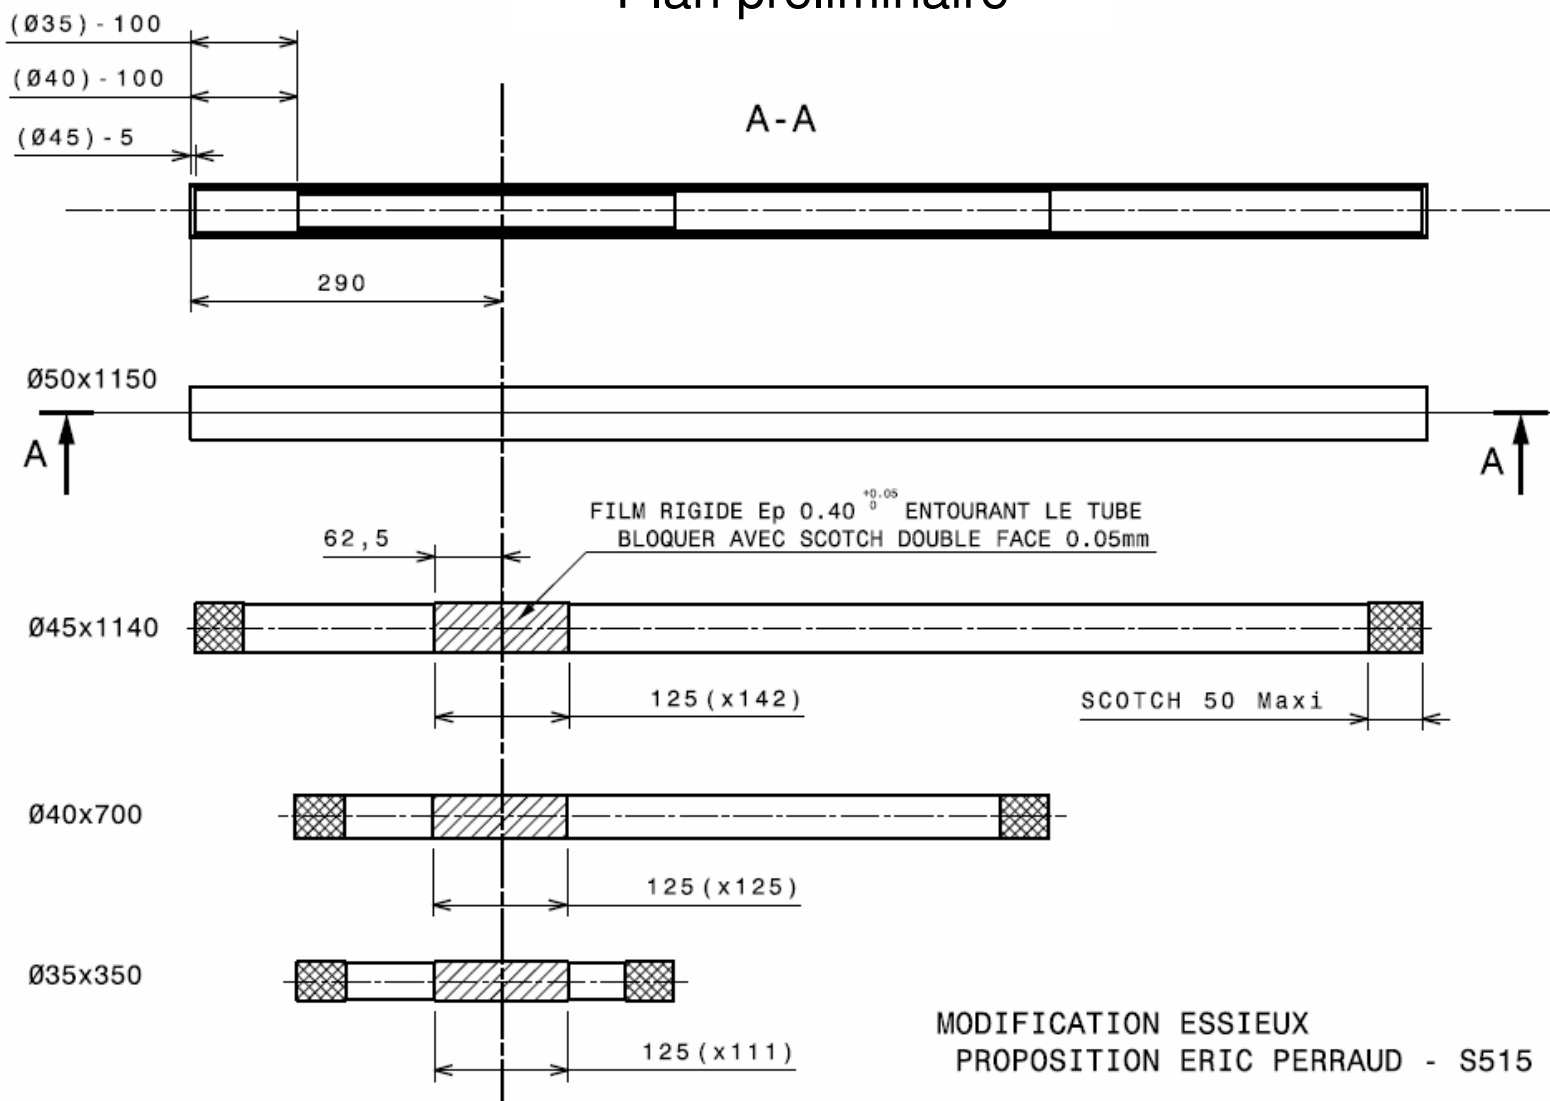 Plan préliminaire
(Ø35)-100
(Ø40)-100
(Ø45)-5
A-A
290
Ø50x1150
A
A
FILM RIGIDE Ep 0.40 +0.05 0 ENTOURANT LE TUBE
BLOQUER AVEC SCOTCH DOUBLE FACE 0.05mm
62,5
Ø45x1140
125(x142)
SCOTCH 50 Maxi
Ø40x700
125(x125)
Ø35x350
125(x111)
MODIFICATION ESSIEUX
PROPOSITION ERIC PERRAUD - S515